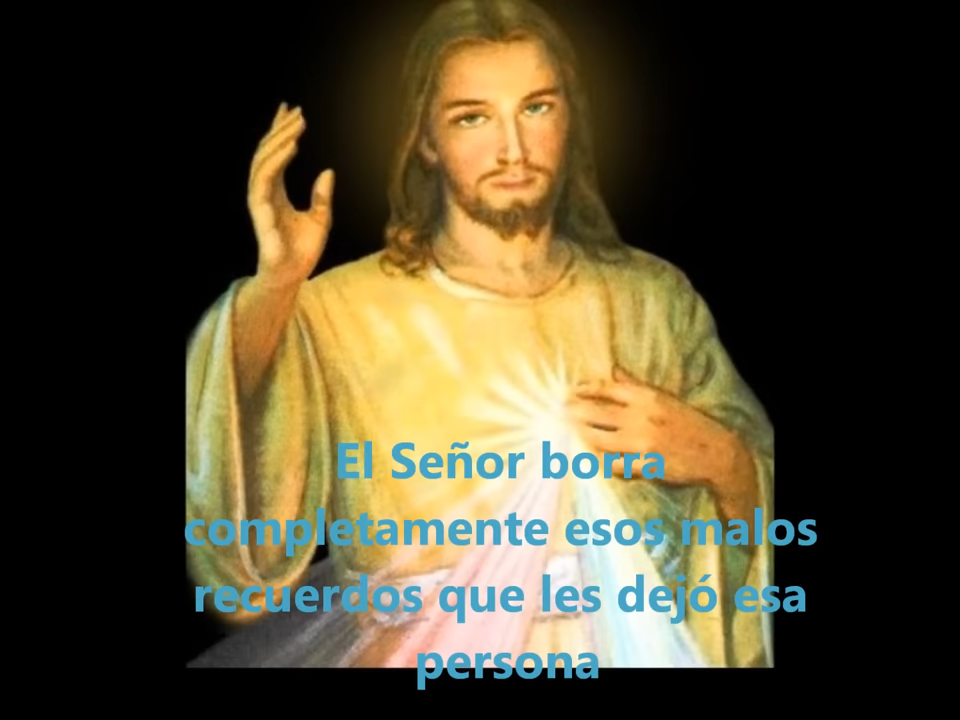 El Señor borra
completamente esos malos
recuerdos que les dejó esa
persona